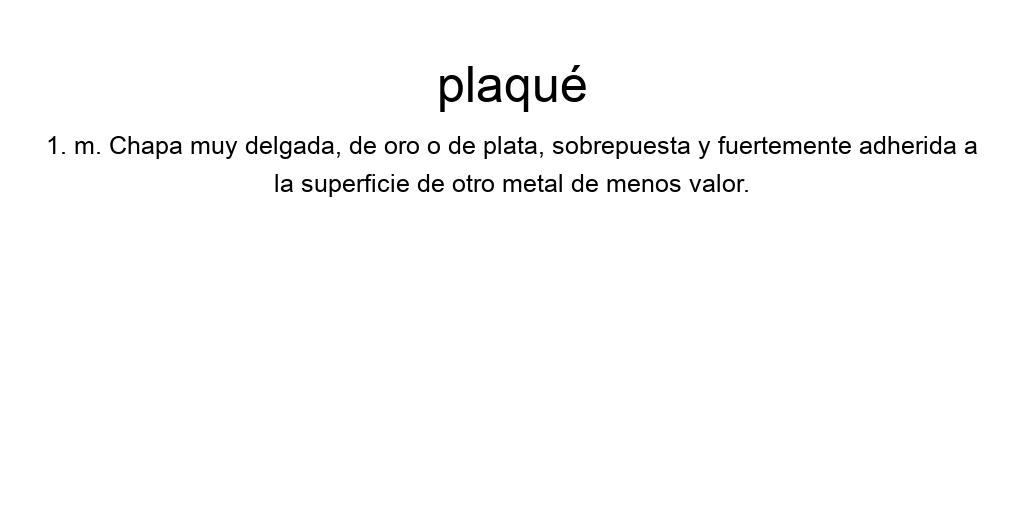 plaqué
1. m. Chapa muy delgada, de oro o de plata, sobrepuesta y fuertemente adherida a
la superficie de otro metal de menos valor.